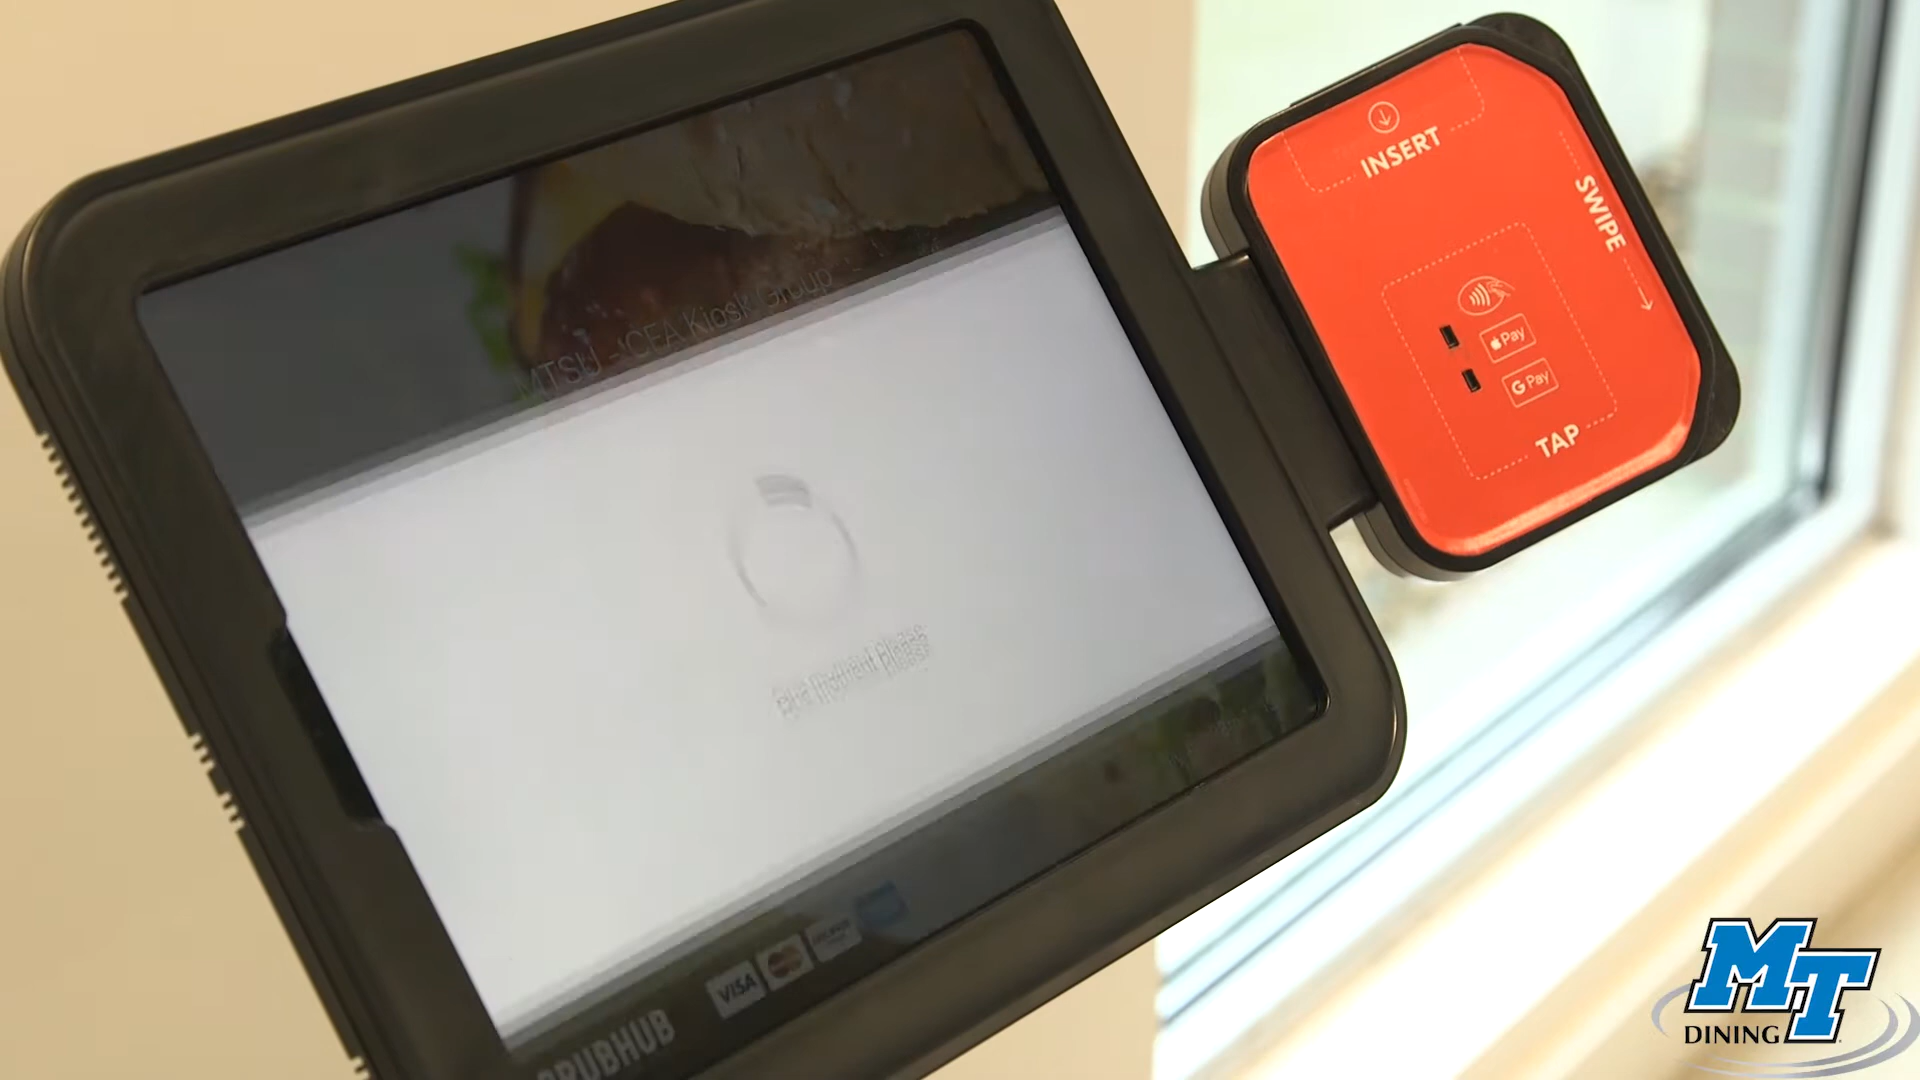 MTSU - CFA Kiosk Group
One moment please
VISA
GRUBHUB
INSERT
SWIPE
Pay
G Pay
TAP
MT
DINING